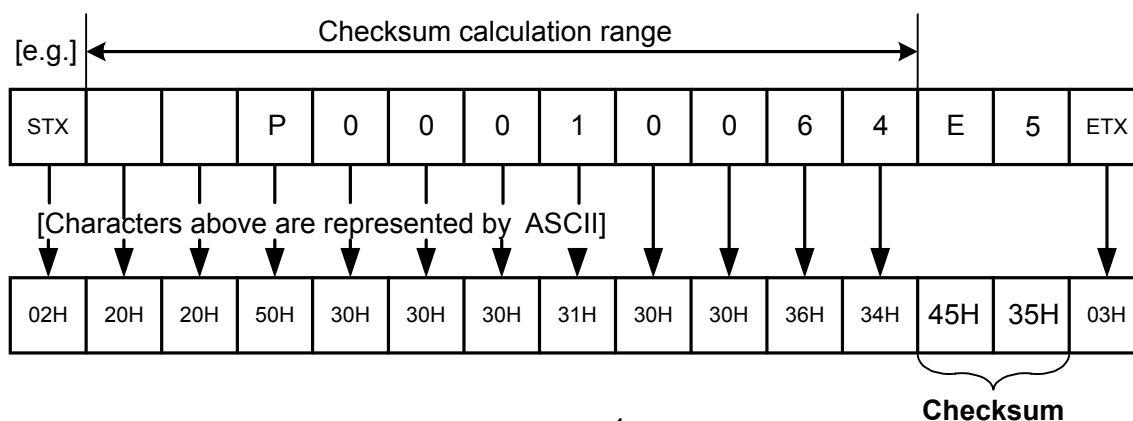 [e.g.] Checksum calculation range
STX P 0 0 0 1 0 0 6 4 E 5 ETX
[Characters above are represented by ASCII]
02H 20H 20H 50H 30H 30H 30H 31H 30H 30H 36H 34H 45H 35H 03H
Checksum